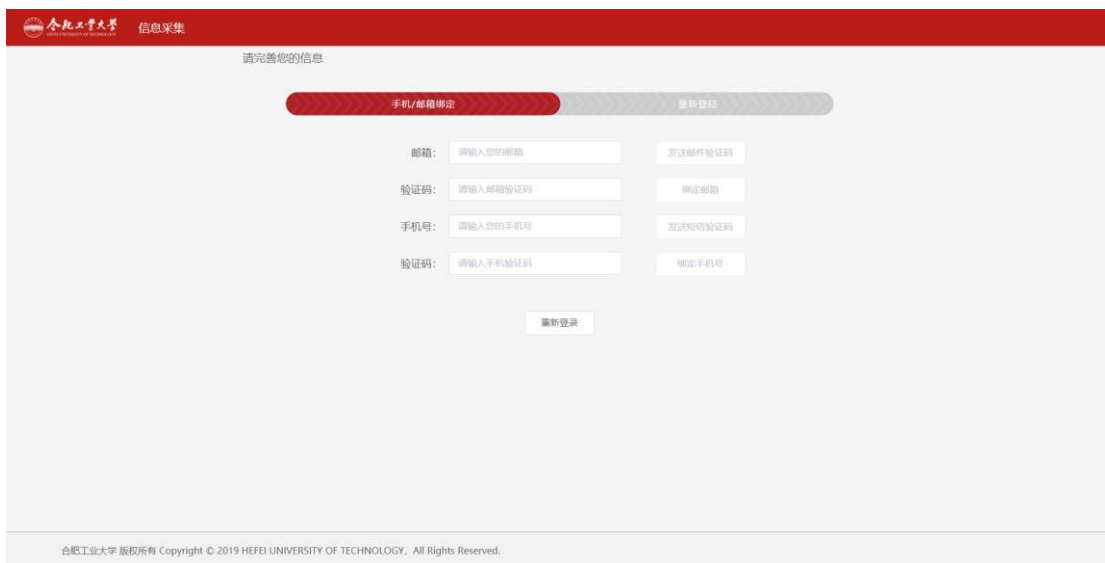 合肥工业大学 信息采集
请完善您的信息
手机/邮箱绑定 重新登陆
邮箱: 请输入您的邮箱 发送邮件验证码
验证码: 请输入邮箱验证码 绑定邮箱
手机号: 请输入您的手机号 发送短信验证码
验证码: 请输入手机验证码 绑定手机号
重新登录
合肥工业大学 版权所有 Copyright © 2019 HEFEI UNIVERSITY OF TECHNOLOGY, All Rights Reserved.